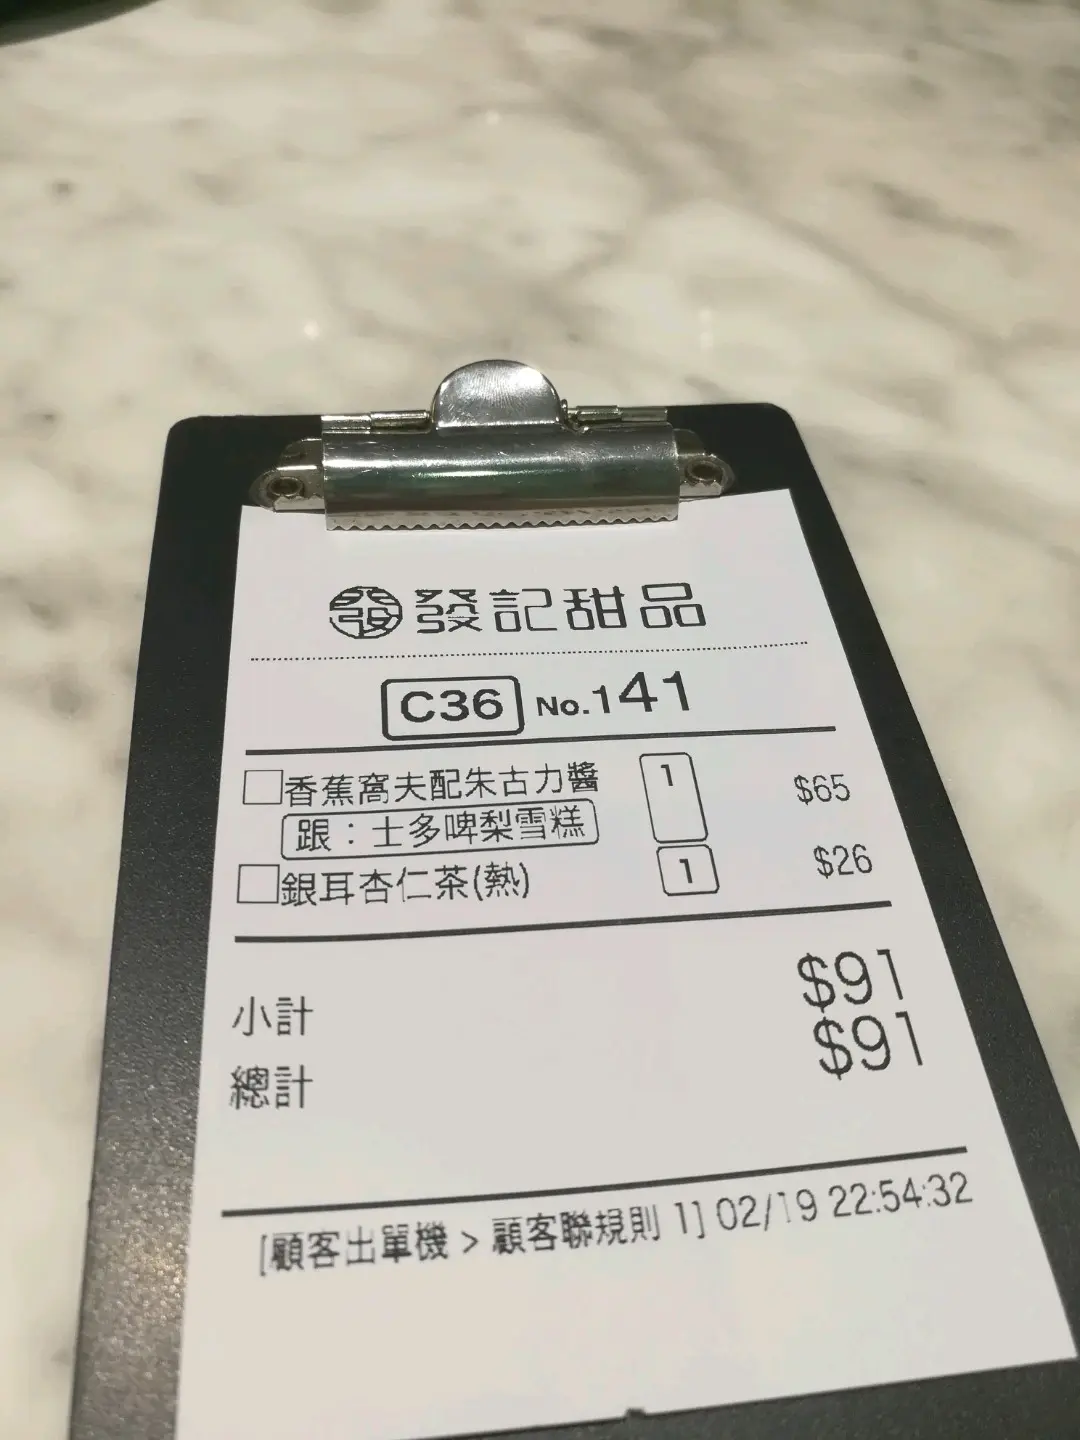 發 發記甜品
C36 No.141
香蕉窩夫配朱古力醬 1 $65
跟：士多啤梨雪糕
銀耳杏仁茶(熱) 1 $26
小計 $91
總計 $91
[顧客出單機 > 顧客聯規則 1] 02/19 22:54:32